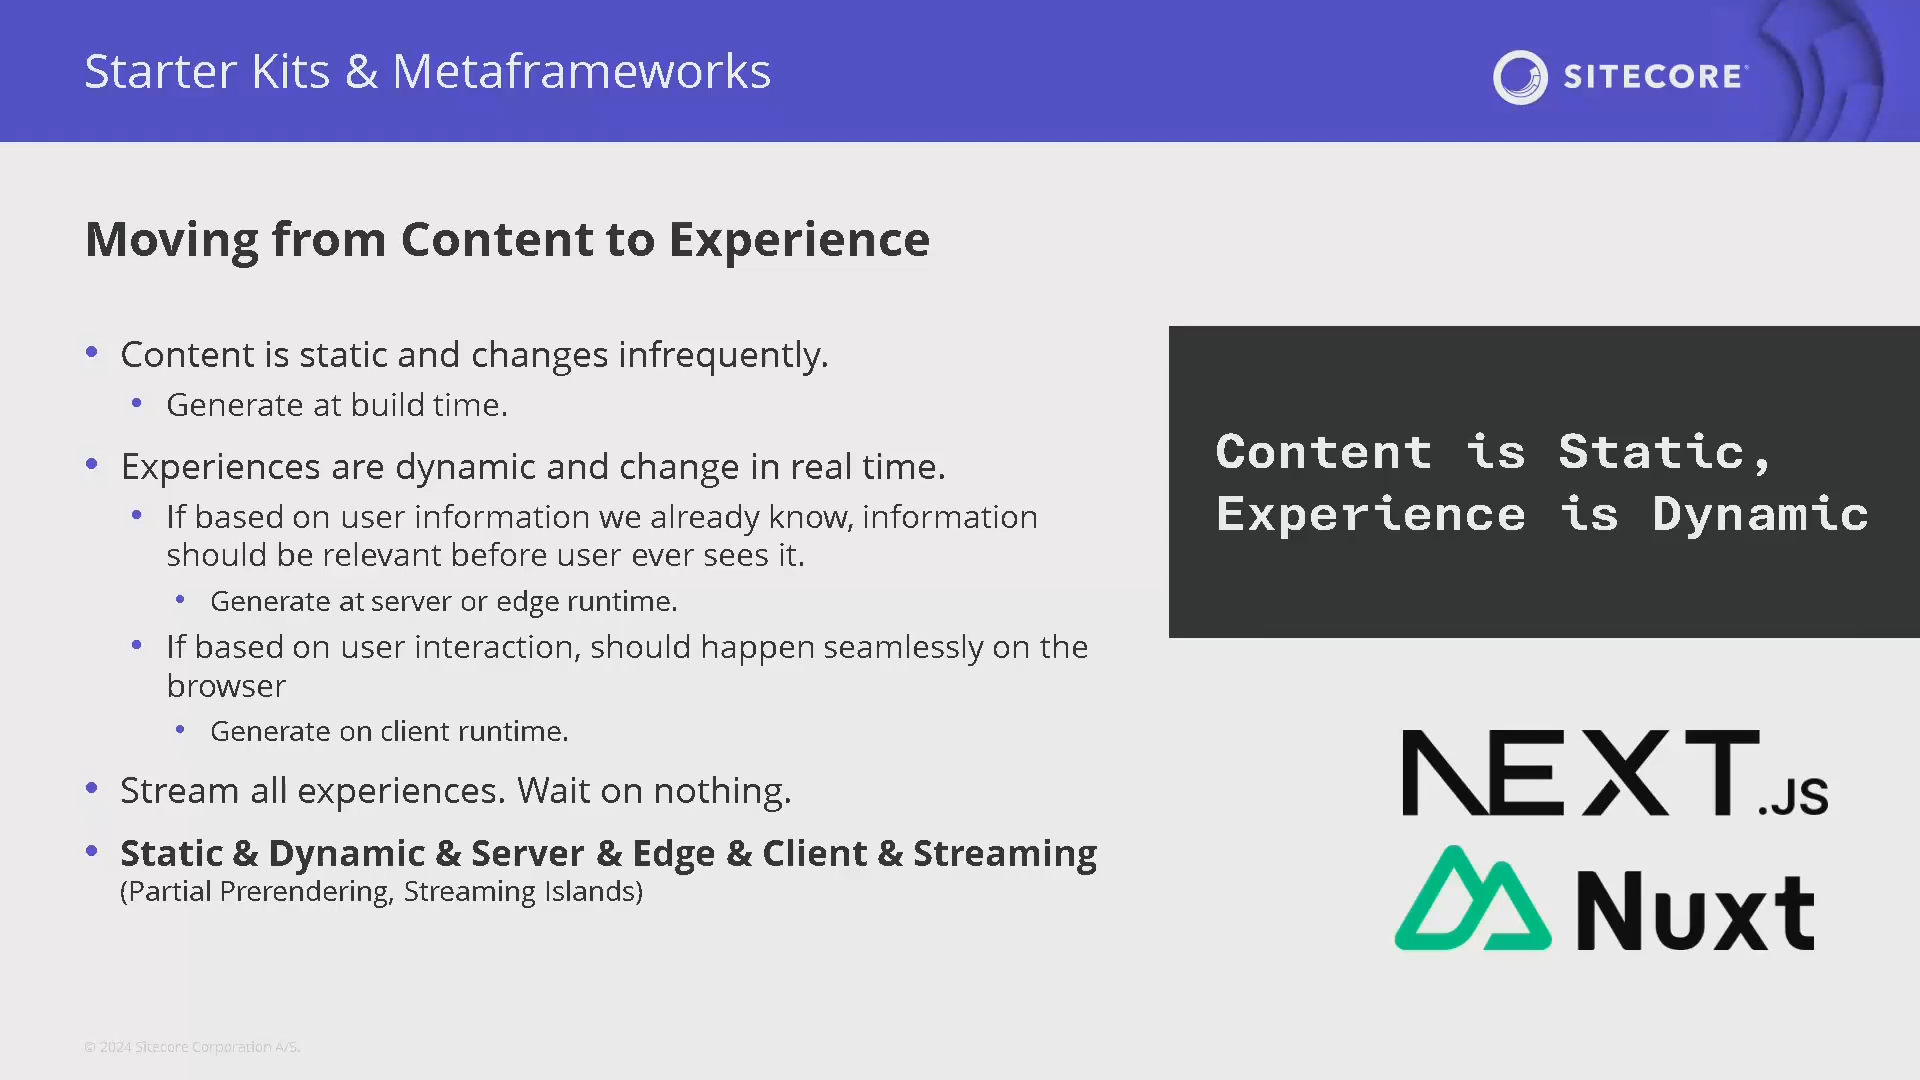 Starter Kits & Metaframeworks
SITECORE
Moving from Content to Experience
• Content is static and changes infrequently.
• Generate at build time.
• Experiences are dynamic and change in real time.
• If based on user information we already know, information
should be relevant before user ever sees it.
• Generate at server or edge runtime.
• If based on user interaction, should happen seamlessly on the
browser
• Generate on client runtime.
• Stream all experiences. Wait on nothing.
• Static & Dynamic & Server & Edge & Client & Streaming
(Partial Prerendering, Streaming Islands)
Content is Static,
Experience is Dynamic
NEXT.JS
Nuxt
© 2024 Sitecore Corporation A/S.